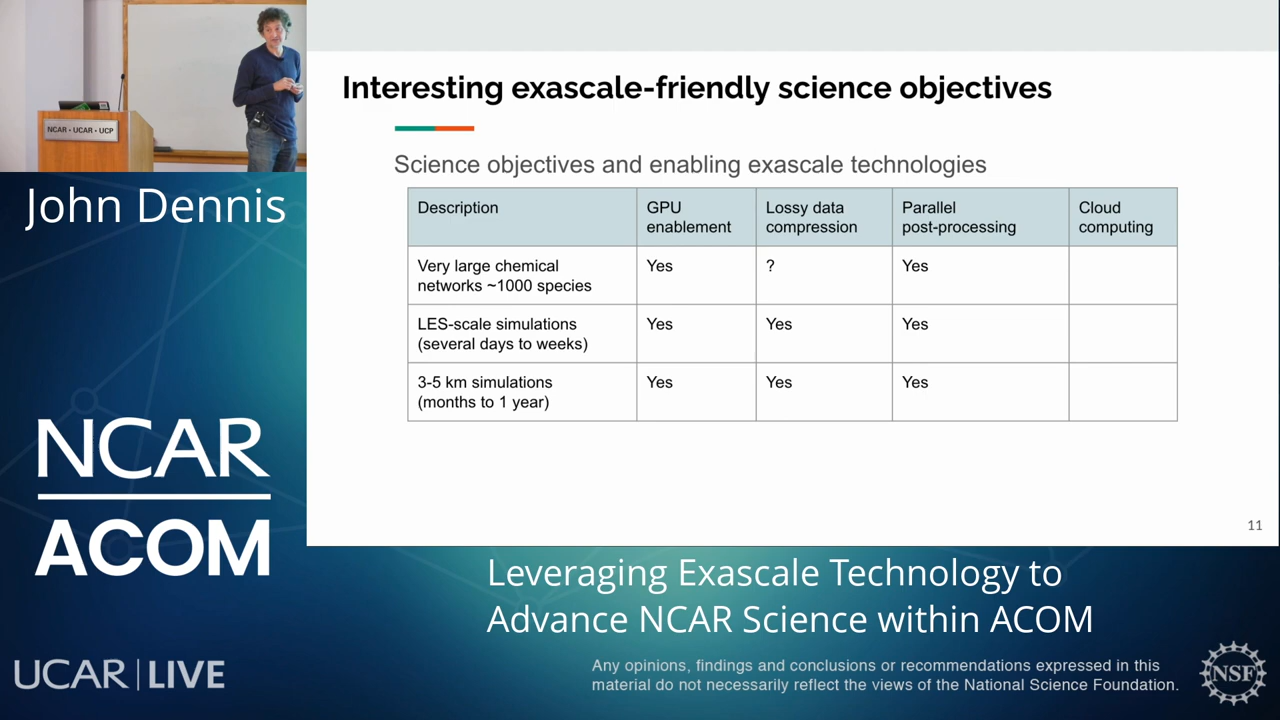 NCAR • UCAR • UCP
John Dennis
NCAR
ACOM
UCAR | LIVE
Interesting exascale-friendly science objectives
Science objectives and enabling exascale technologies
Description
GPU
enablement
Lossy data
compression
Parallel
post-processing
Cloud
computing
Very large chemical
networks ~1000 species
Yes
?
Yes
LES-scale simulations
(several days to weeks)
Yes
Yes
Yes
3-5 km simulations
(months to 1 year)
Yes
Yes
Yes
11
Leveraging Exascale Technology to
Advance NCAR Science within ACOM
Any opinions, findings and conclusions or recommendations expressed in this
material do not necessarily reflect the views of the National Science Foundation.
NSF